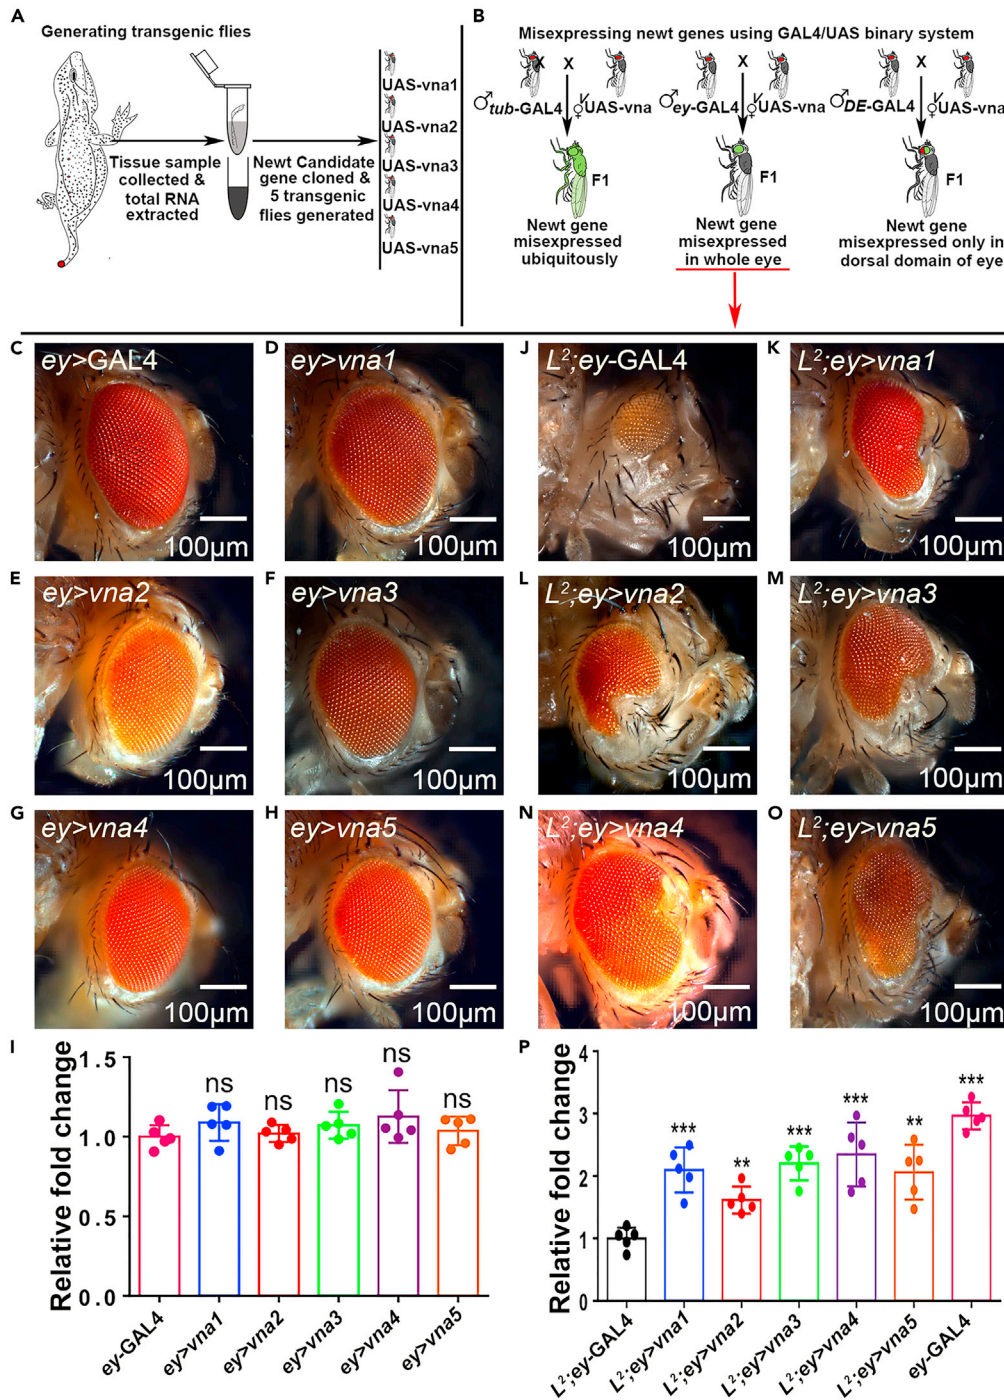 A
Generating transgenic flies
Tissue sample
collected &
total RNA
extracted
Newt Candidate
gene cloned &
5 transgenic
flies generated
UAS-vna1
UAS-vna2
UAS-vna3
UAS-vna4
UAS-vna5
B
Misexpressing newt genes using GAL4/UAS binary system
X X
♂tub-GAL4 ♀UAS-vna
F1
Newt gene
misexpressed
ubiquitously
X
♂ey-GAL4 ♀UAS-vna
F1
Newt gene
misexpressed
in whole eye
X
♂DE-GAL4 ♀UAS-vna
F1
Newt gene
misexpressed only in
dorsal domain of eye
C
ey>GAL4
100µm
D
ey>vna1
100µm
J
L²;ey-GAL4
100µm
K
L²;ey>vna1
100µm
E
ey>vna2
100µm
F
ey>vna3
100µm
L
L²;ey>vna2
100µm
M
L²;ey>vna3
100µm
G
ey>vna4
100µm
H
ey>vna5
100µm
N
L²;ey>vna4
100µm
O
L²;ey>vna5
100µm
I
Relative fold change
1.5
1.0
0.5
0.0
ns
ns
ns
ns
ns
ey-GAL4
ey>vna1
ey>vna2
ey>vna3
ey>vna4
ey>vna5
P
Relative fold change
4
3
2
1
0
***
**
***
***
**
***
L²;ey-GAL4
L²;ey>vna1
L²;ey>vna2
L²;ey>vna3
L²;ey>vna4
L²;ey>vna5
ey-GAL4